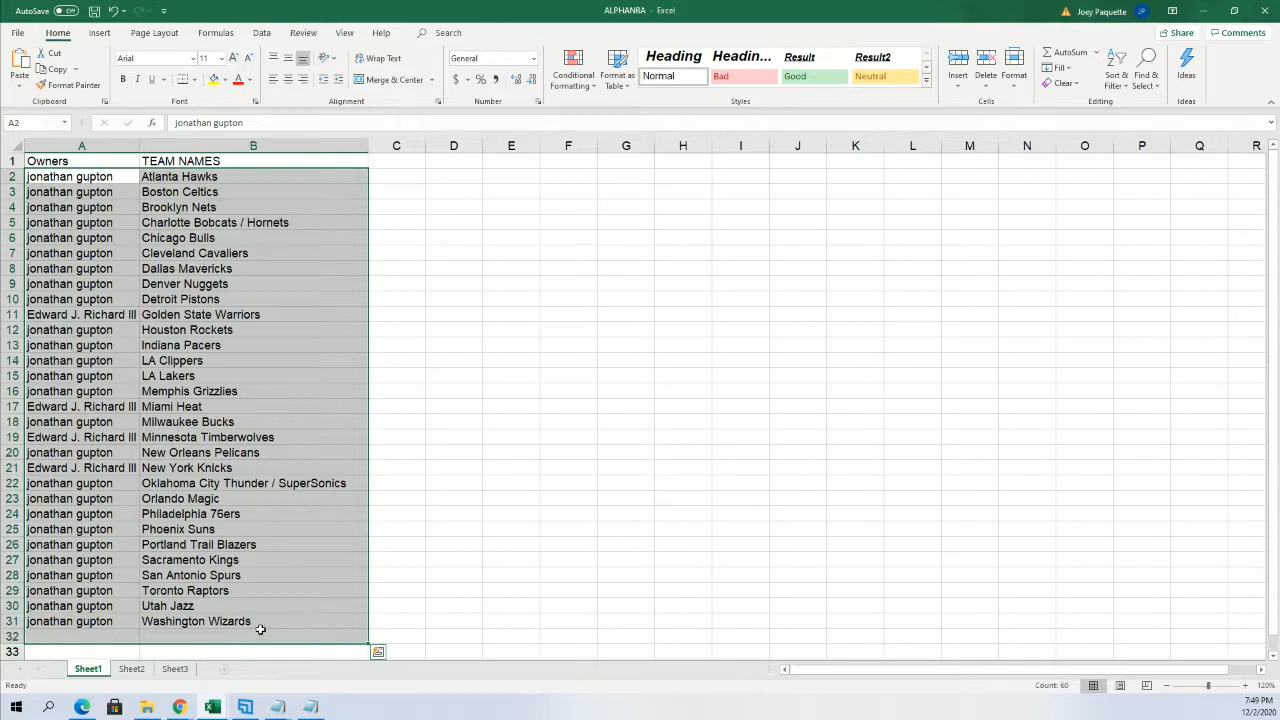 AutoSave Off
ALPHANBA - Excel
Joey Paquette JP
File Home Insert Page Layout Formulas Data Review View Help Search
Share Comments
Paste
Cut
Copy
Format Painter
Clipboard
Arial 11
B I U
Font
Wrap Text
Merge & Center
Alignment
General
$ % ,
Number
Conditional Formatting
Format as Table
Heading Headin... Result Result2
Normal Bad Good Neutral
Styles
Insert Delete Format
Cells
AutoSum
Fill
Clear
Sort & Filter
Find & Select
Editing
Ideas
Ideas
A2 fx jonathan gupton
A B C D E F G H I J K L M N O P Q R
1 Owners TEAM NAMES
2 jonathan gupton Atlanta Hawks
3 jonathan gupton Boston Celtics
4 jonathan gupton Brooklyn Nets
5 jonathan gupton Charlotte Bobcats / Hornets
6 jonathan gupton Chicago Bulls
7 jonathan gupton Cleveland Cavaliers
8 jonathan gupton Dallas Mavericks
9 jonathan gupton Denver Nuggets
10 jonathan gupton Detroit Pistons
11 Edward J. Richard III Golden State Warriors
12 jonathan gupton Houston Rockets
13 jonathan gupton Indiana Pacers
14 jonathan gupton LA Clippers
15 jonathan gupton LA Lakers
16 jonathan gupton Memphis Grizzlies
17 Edward J. Richard III Miami Heat
18 jonathan gupton Milwaukee Bucks
19 Edward J. Richard III Minnesota Timberwolves
20 jonathan gupton New Orleans Pelicans
21 Edward J. Richard III New York Knicks
22 jonathan gupton Oklahoma City Thunder / SuperSonics
23 jonathan gupton Orlando Magic
24 jonathan gupton Philadelphia 76ers
25 jonathan gupton Phoenix Suns
26 jonathan gupton Portland Trail Blazers
27 jonathan gupton Sacramento Kings
28 jonathan gupton San Antonio Spurs
29 jonathan gupton Toronto Raptors
30 jonathan gupton Utah Jazz
31 jonathan gupton Washington Wizards
32
33
Sheet1 Sheet2 Sheet3
Ready Count: 60 120%
7:49 PM
12/2/2020